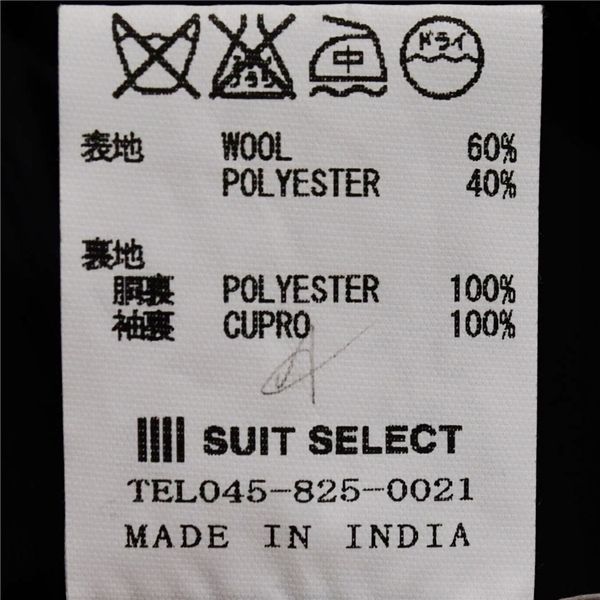 中 ドライ
表地 WOOL 60%
POLYESTER 40%
裏地
胴裏 POLYESTER 100%
袖裏 CUPRO 100%
SUIT SELECT
TEL045-825-0021
MADE IN INDIA